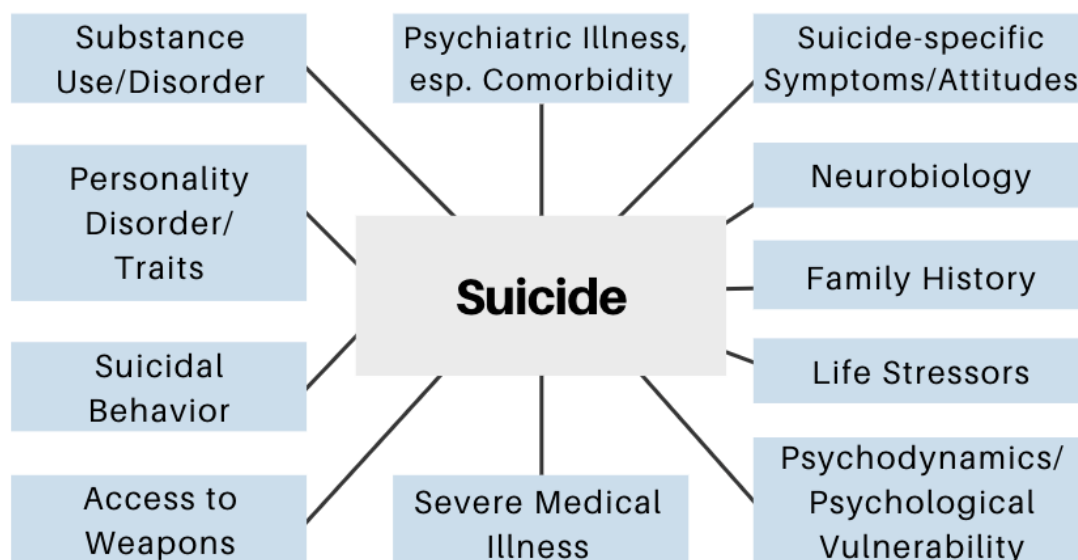 Substance
Use/Disorder
Psychiatric Illness,
esp. Comorbidity
Suicide-specific
Symptoms/Attitudes
Personality
Disorder/
Traits
Neurobiology
Suicide
Family History
Suicidal
Behavior
Life Stressors
Access to
Weapons
Severe Medical
Illness
Psychodynamics/
Psychological
Vulnerability